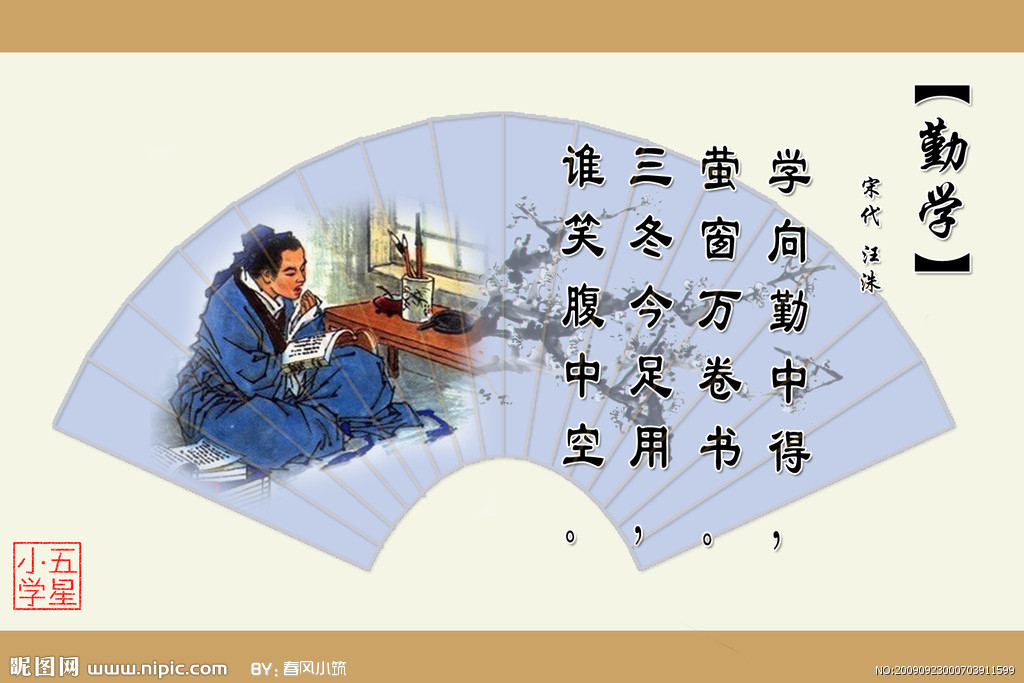 【勤学】
宋代 汪洙
学向勤中得，
萤窗万卷书。
三冬今足用，
谁笑腹中空。
五星
小学
昵图网 www.nipic.com BY:春风小筑
NO:20090923000703911599